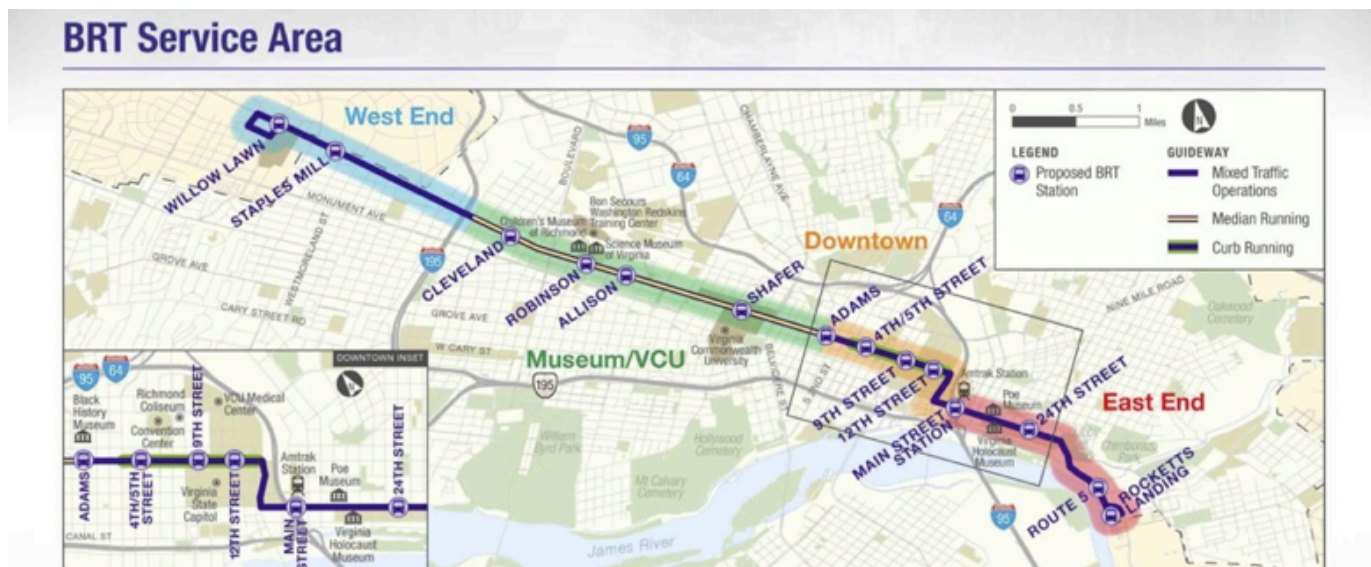 BRT Service Area
West End
WILLOW LAWN
STAPLES MILL
MONUMENT AVE
WESTMORELAND ST
GROVE AVE
CARY STREET RD
195
CLEVELAND
BOULEVARD
Children's Museum
of Richmond
Bon Secours
Washington Redskins
Training Center
Science Museum
of Virginia
ROBINSON
ALLISON
GROVE AVE
W CARY ST
Museum/VCU
95
64
CHAMBERLAYNE AVE
SHAPER
Virginia
Commonwealth
University
BELVIDERE ST
S 2ND ST
195
Downtown
64
ADAMS
4TH/5TH STREET
9TH STREET
12TH STREET
Amtrak Station
MAIN STREET
STATION
Poe
Museum
Virginia
Holocaust
Museum
24TH STREET
East End
Chimborazo
Park
ROUTE 5
ROCKETTS
LANDING
95
NINE MILE ROAD
Oakwood
Cemetery
William
Byrd Park
Hollywood
Cemetery
Mt Calvary
Cemetery
James River
0 0.5 1
Miles
N
LEGEND
Proposed BRT
Station
GUIDEWAY
Mixed Traffic
Operations
Median Running
Curb Running
DOWNTOWN INSET
95
64
Black
History
Museum
Richmond
Coliseum
Convention
Center
9TH STREET
VCU Medical
Center
ADAMS
4TH/5TH
STREET
Virginia
State
Capitol
12TH STREET
Amtrak
Station
MAIN
STREET
Poe
Museum
Virginia
Holocaust
Museum
24TH STREET
CANAL ST